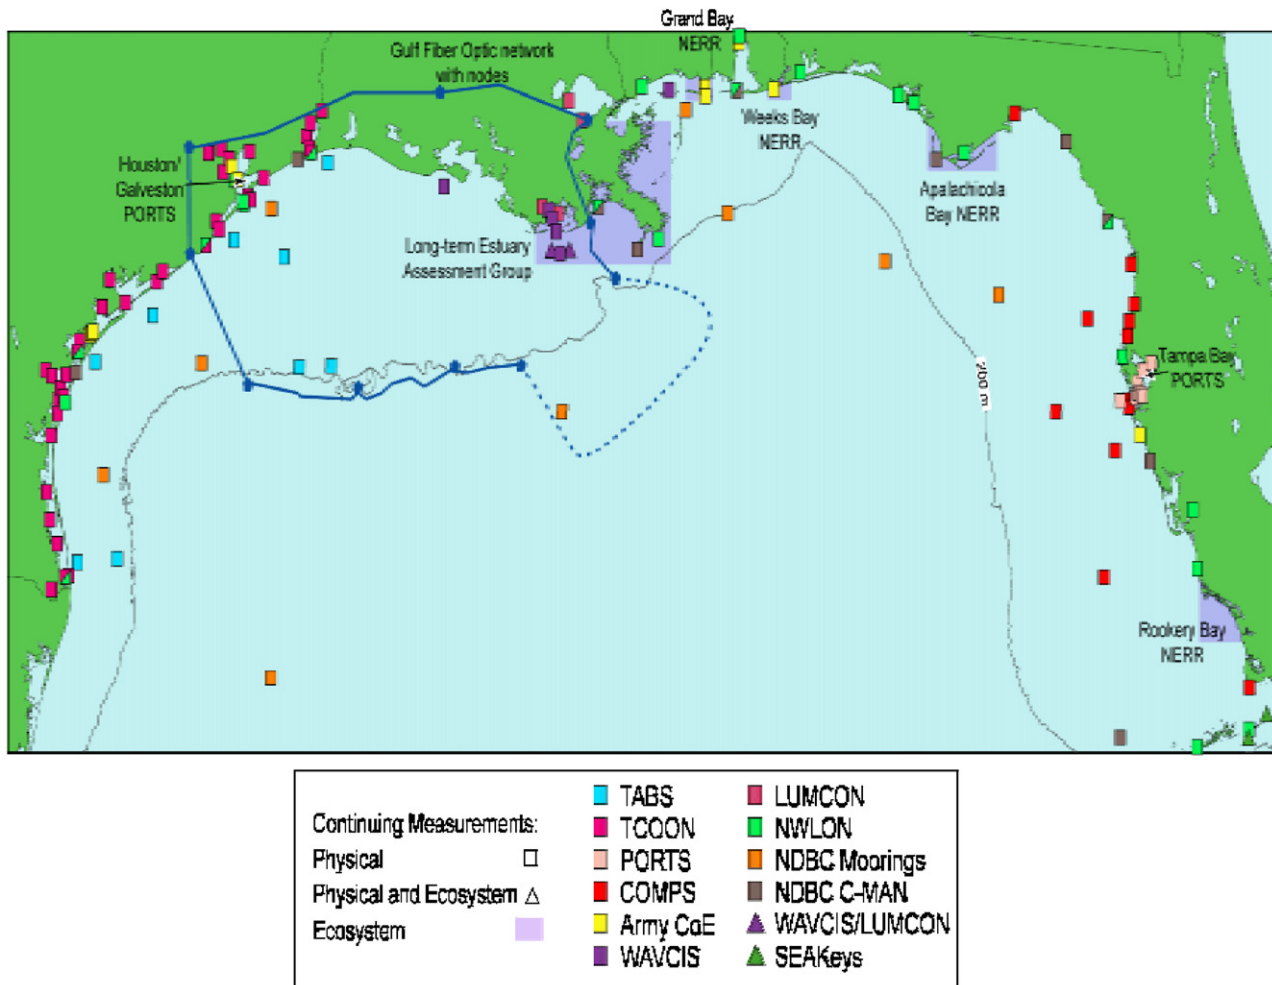 Grand Bay
NERR
Gulf Fiber Optic network
with nodes
Weeks Bay
NERR
Houston/
Galveston
PORTS
Apalachicola
Bay NERR
Long-term Estuary
Assessment Group
200 m
Tampa Bay
PORTS
Rookery Bay
NERR
Continuing Measurements:
Physical
Physical and Ecosystem
Ecosystem
TABS
TCOON
PORTS
COMPS
Army CoE
WAVCIS
LUMCON
NWLON
NDBC Moorings
NDBC C-MAN
WAVCIS/LUMCON
SEAKeys